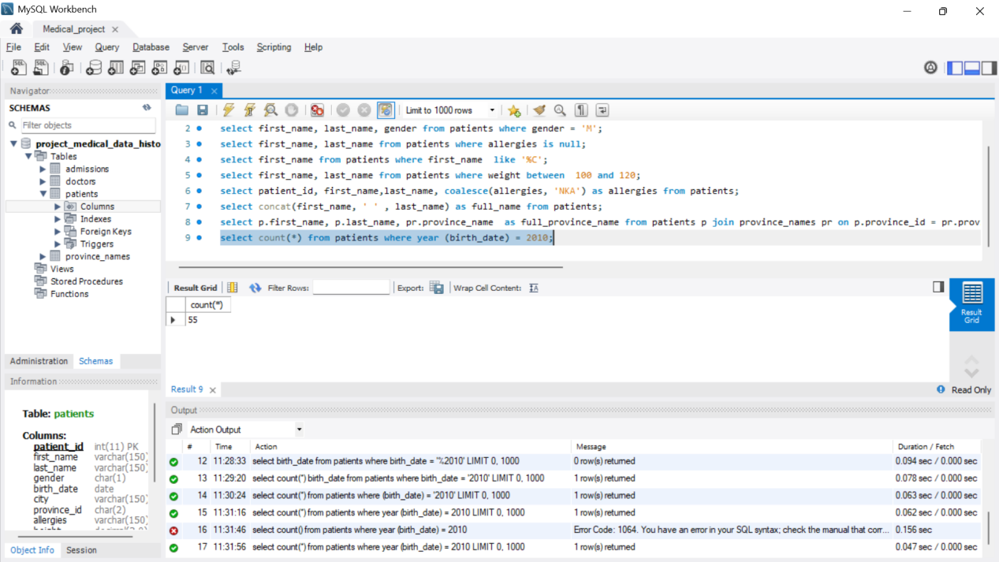 MySQL Workbench
Medical_project
File Edit View Query Database Server Tools Scripting Help
Navigator
SCHEMAS
Filter objects
project_medical_data_histo
Tables
admissions
doctors
patients
Columns
Indexes
Foreign Keys
Triggers
province_names
Views
Stored Procedures
Functions
Administration Schemas
Information
Table: patients
Columns:
patient_id int(11) PK
first_name varchar(150)
last_name varchar(150)
gender char(1)
birth_date date
city varchar(150)
province_id char(2)
allergies varchar(150)
Object Info Session
Query 1
Limit to 1000 rows
2 select first_name, last_name, gender from patients where gender = 'M';
3 select first_name, last_name from patients where allergies is null;
4 select first_name from patients where first_name  like '%C';
5 select first_name, last_name from patients where weight between  100 and 120;
6 select patient_id, first_name,last_name, coalesce(allergies, 'NKA') as allergies from patients;
7 select concat(first_name, ' ' , last_name) as full_name from patients;
8 select p.first_name, p.last_name, pr.province_name  as full_province_name from patients p join province_names pr on p.province_id = pr.prov
9 select count(*) from patients where year (birth_date) = 2010;
Result Grid Filter Rows: Export: Wrap Cell Content:
count(*)
55
Result Grid
Result 9
Read Only
Output
Action Output
# Time Action Message Duration / Fetch
12 11:28:33 select birth_date from patients where birth_date = '%2010' LIMIT 0, 1000 0 row(s) returned 0.094 sec / 0.000 sec
13 11:29:20 select count(*) birth_date from patients where birth_date = '2010' LIMIT 0, 1000 1 row(s) returned 0.078 sec / 0.000 sec
14 11:30:24 select count(*) from patients where (birth_date) = '2010' LIMIT 0, 1000 1 row(s) returned 0.063 sec / 0.000 sec
15 11:31:16 select count(*) from patients where year (birth_date) = 2010 LIMIT 0, 1000 1 row(s) returned 0.062 sec / 0.000 sec
16 11:31:46 select count() from patients where year (birth_date) = 2010 Error Code: 1064. You have an error in your SQL syntax; check the manual that corr... 0.156 sec
17 11:31:56 select count(*) from patients where year (birth_date) = 2010 LIMIT 0, 1000 1 row(s) returned 0.047 sec / 0.000 sec